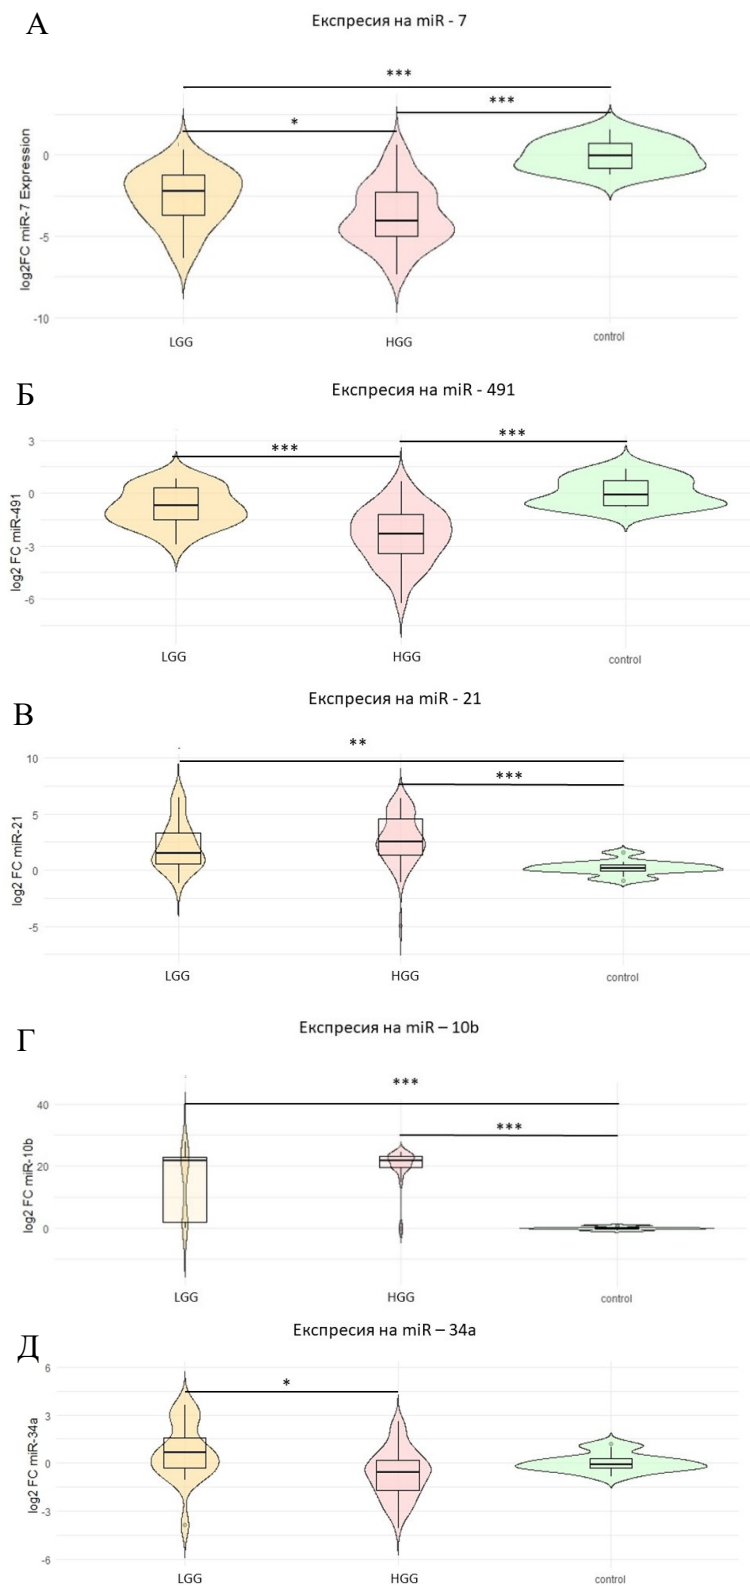 А
Експресия на miR - 7
***
***
*
0
-5
-10
log2FC miR-7 Expression
LGG
HGG
control
Б
Експресия на miR - 491
***
***
3
0
-3
-6
log2 FC miR-491
LGG
HGG
control
В
Експресия на miR - 21
**
***
10
5
0
-5
log2 FC miR-21
LGG
HGG
control
Г
Експресия на miR – 10b
***
***
40
20
0
log2 FC miR-10b
LGG
HGG
control
Д
Експресия на miR – 34a
*
6
3
0
-3
-6
log2 FC miR-34a
LGG
HGG
control